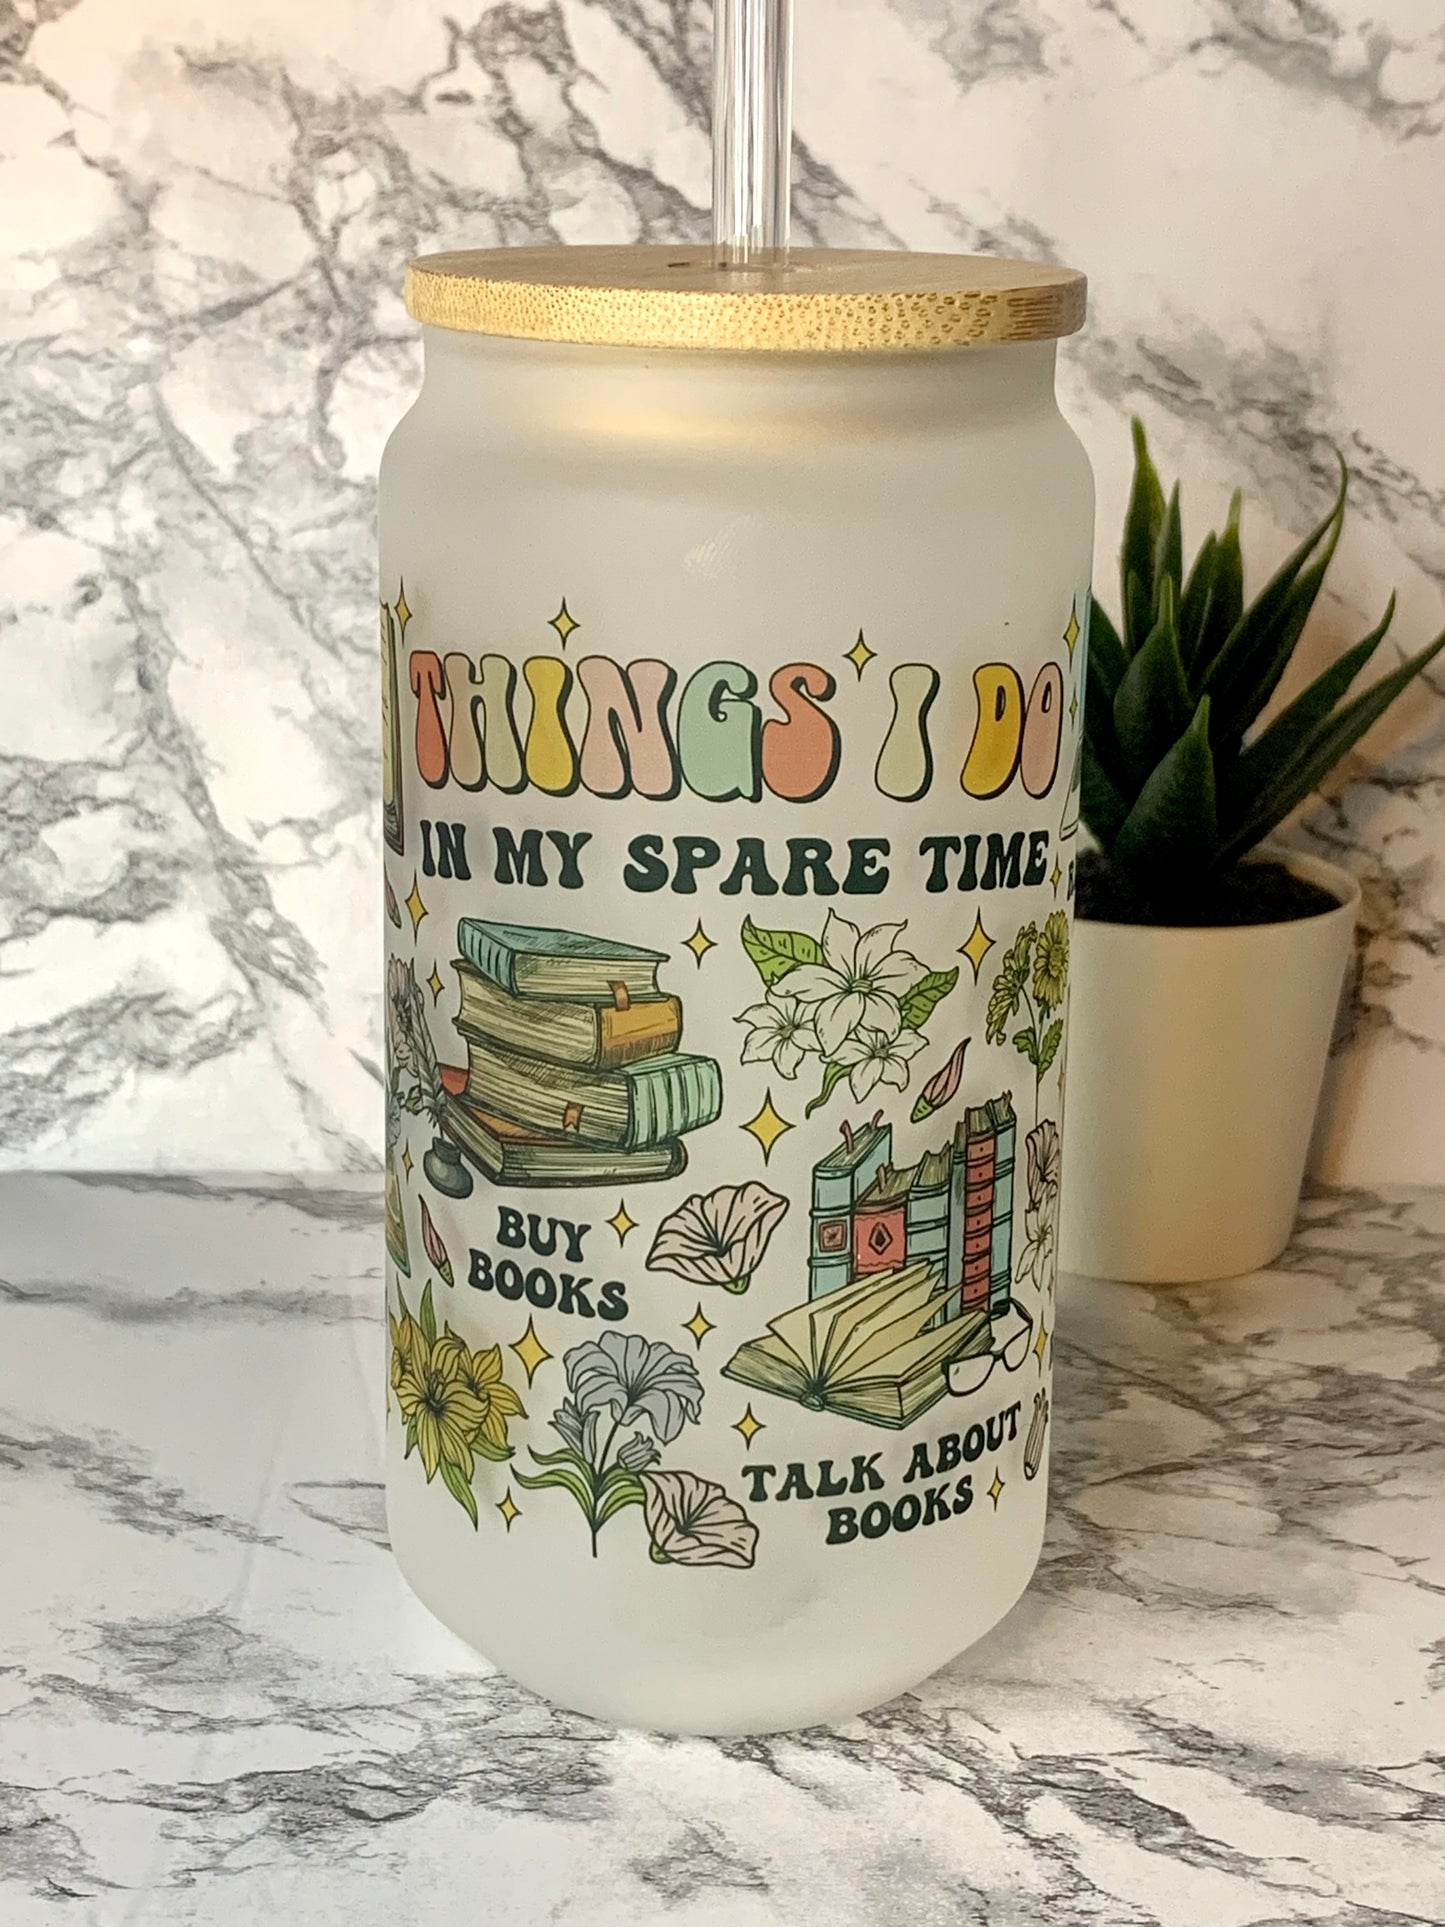 THINGS I DO
IN MY SPARE TIME
BUY
BOOKS
TALK ABOUT
BOOKS